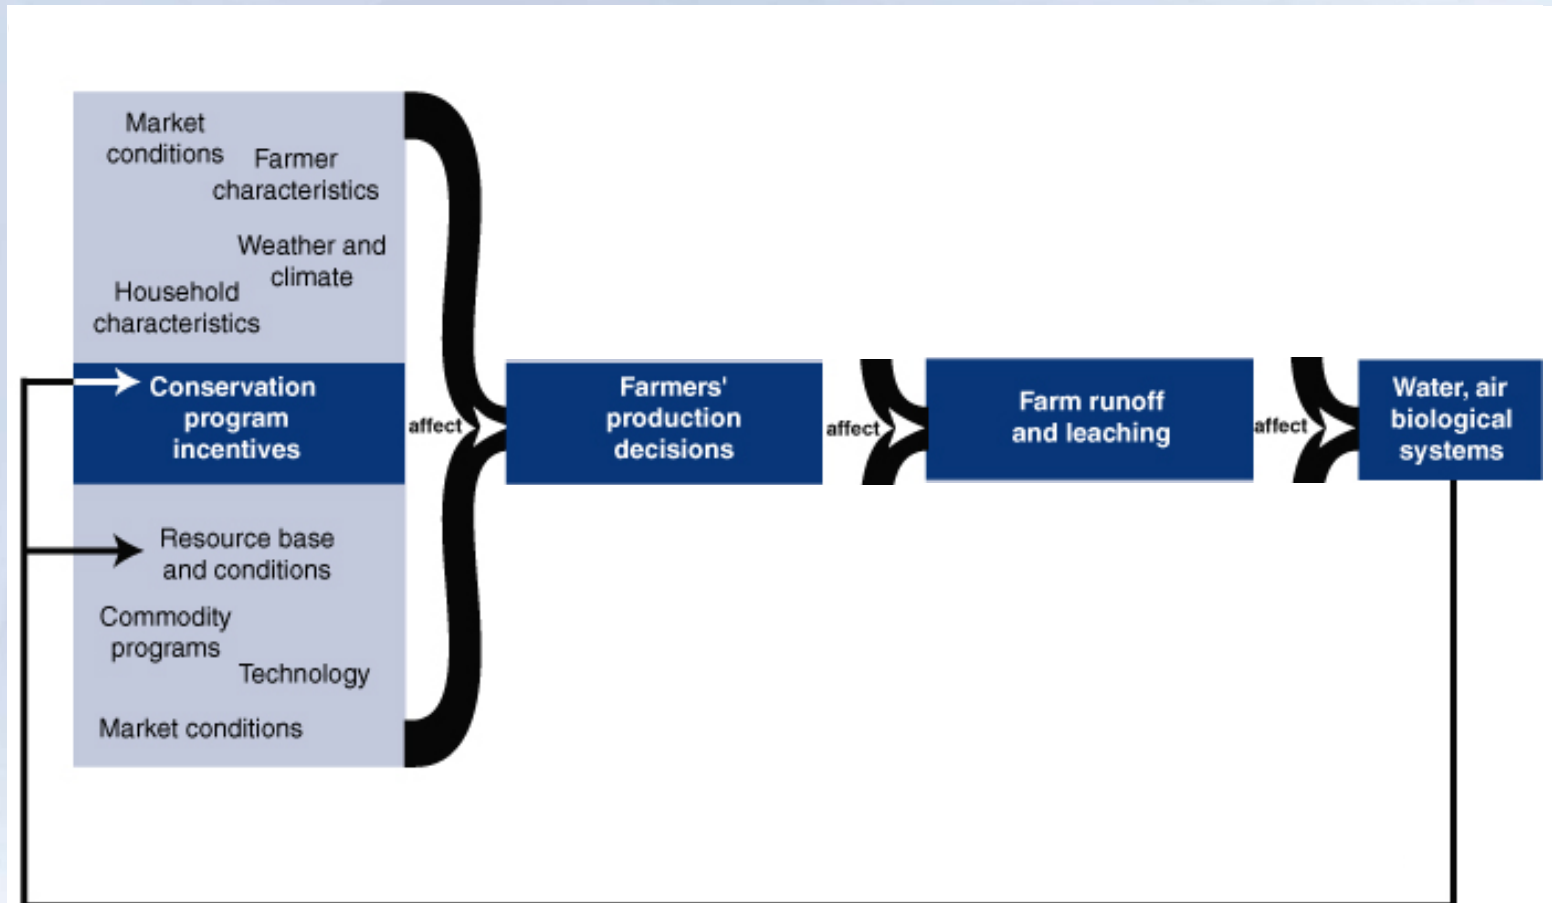 Market
conditions
Farmer
characteristics
Weather and
climate
Household
characteristics
Conservation
program
incentives
affect
Farmers'
production
decisions
affect
Farm runoff
and leaching
affect
Water, air
biological
systems
Resource base
and conditions
Commodity
programs
Technology
Market conditions